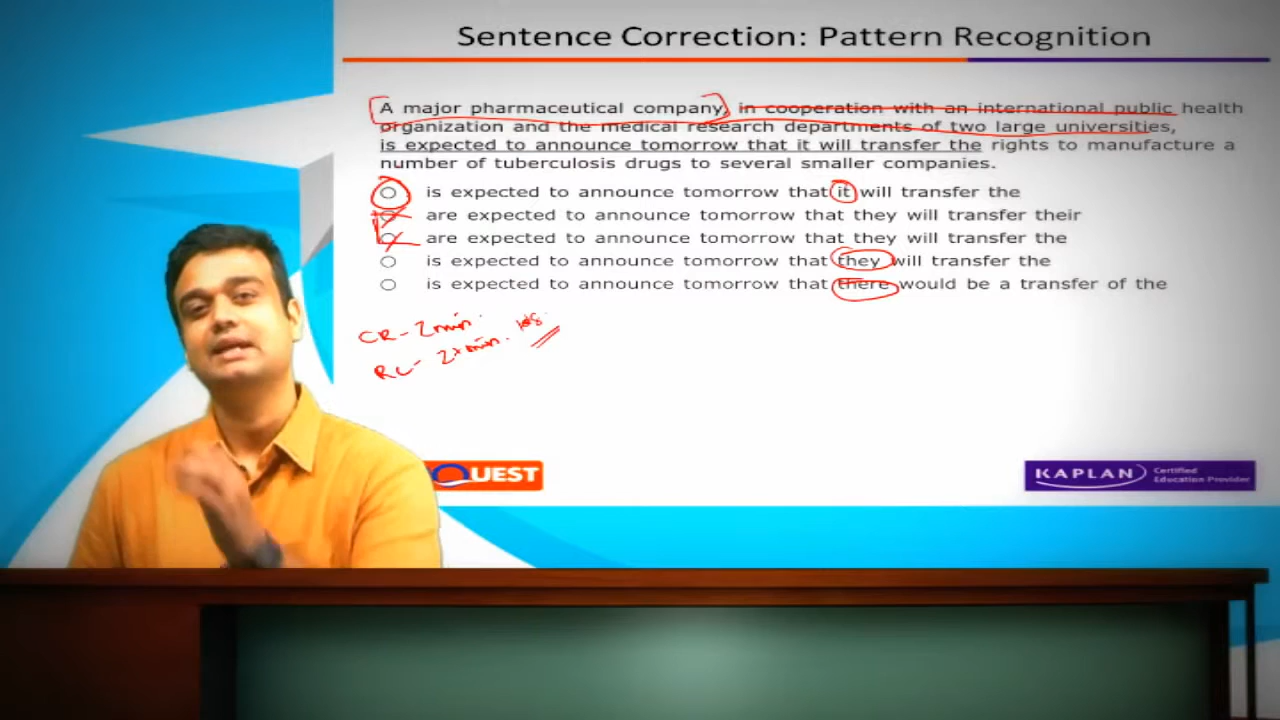 Sentence Correction: Pattern Recognition
A major pharmaceutical company, in cooperation with an international public health
organization and the medical research departments of two large universities,
is expected to announce tomorrow that it will transfer the rights to manufacture a
number of tuberculosis drugs to several smaller companies.
is expected to announce tomorrow that it will transfer the
are expected to announce tomorrow that they will transfer their
are expected to announce tomorrow that they will transfer the
is expected to announce tomorrow that they will transfer the
is expected to announce tomorrow that there would be a transfer of the
CR - 2 min.
RC - 2+ min.
QUEST
KAPLAN Certified
Education Provider